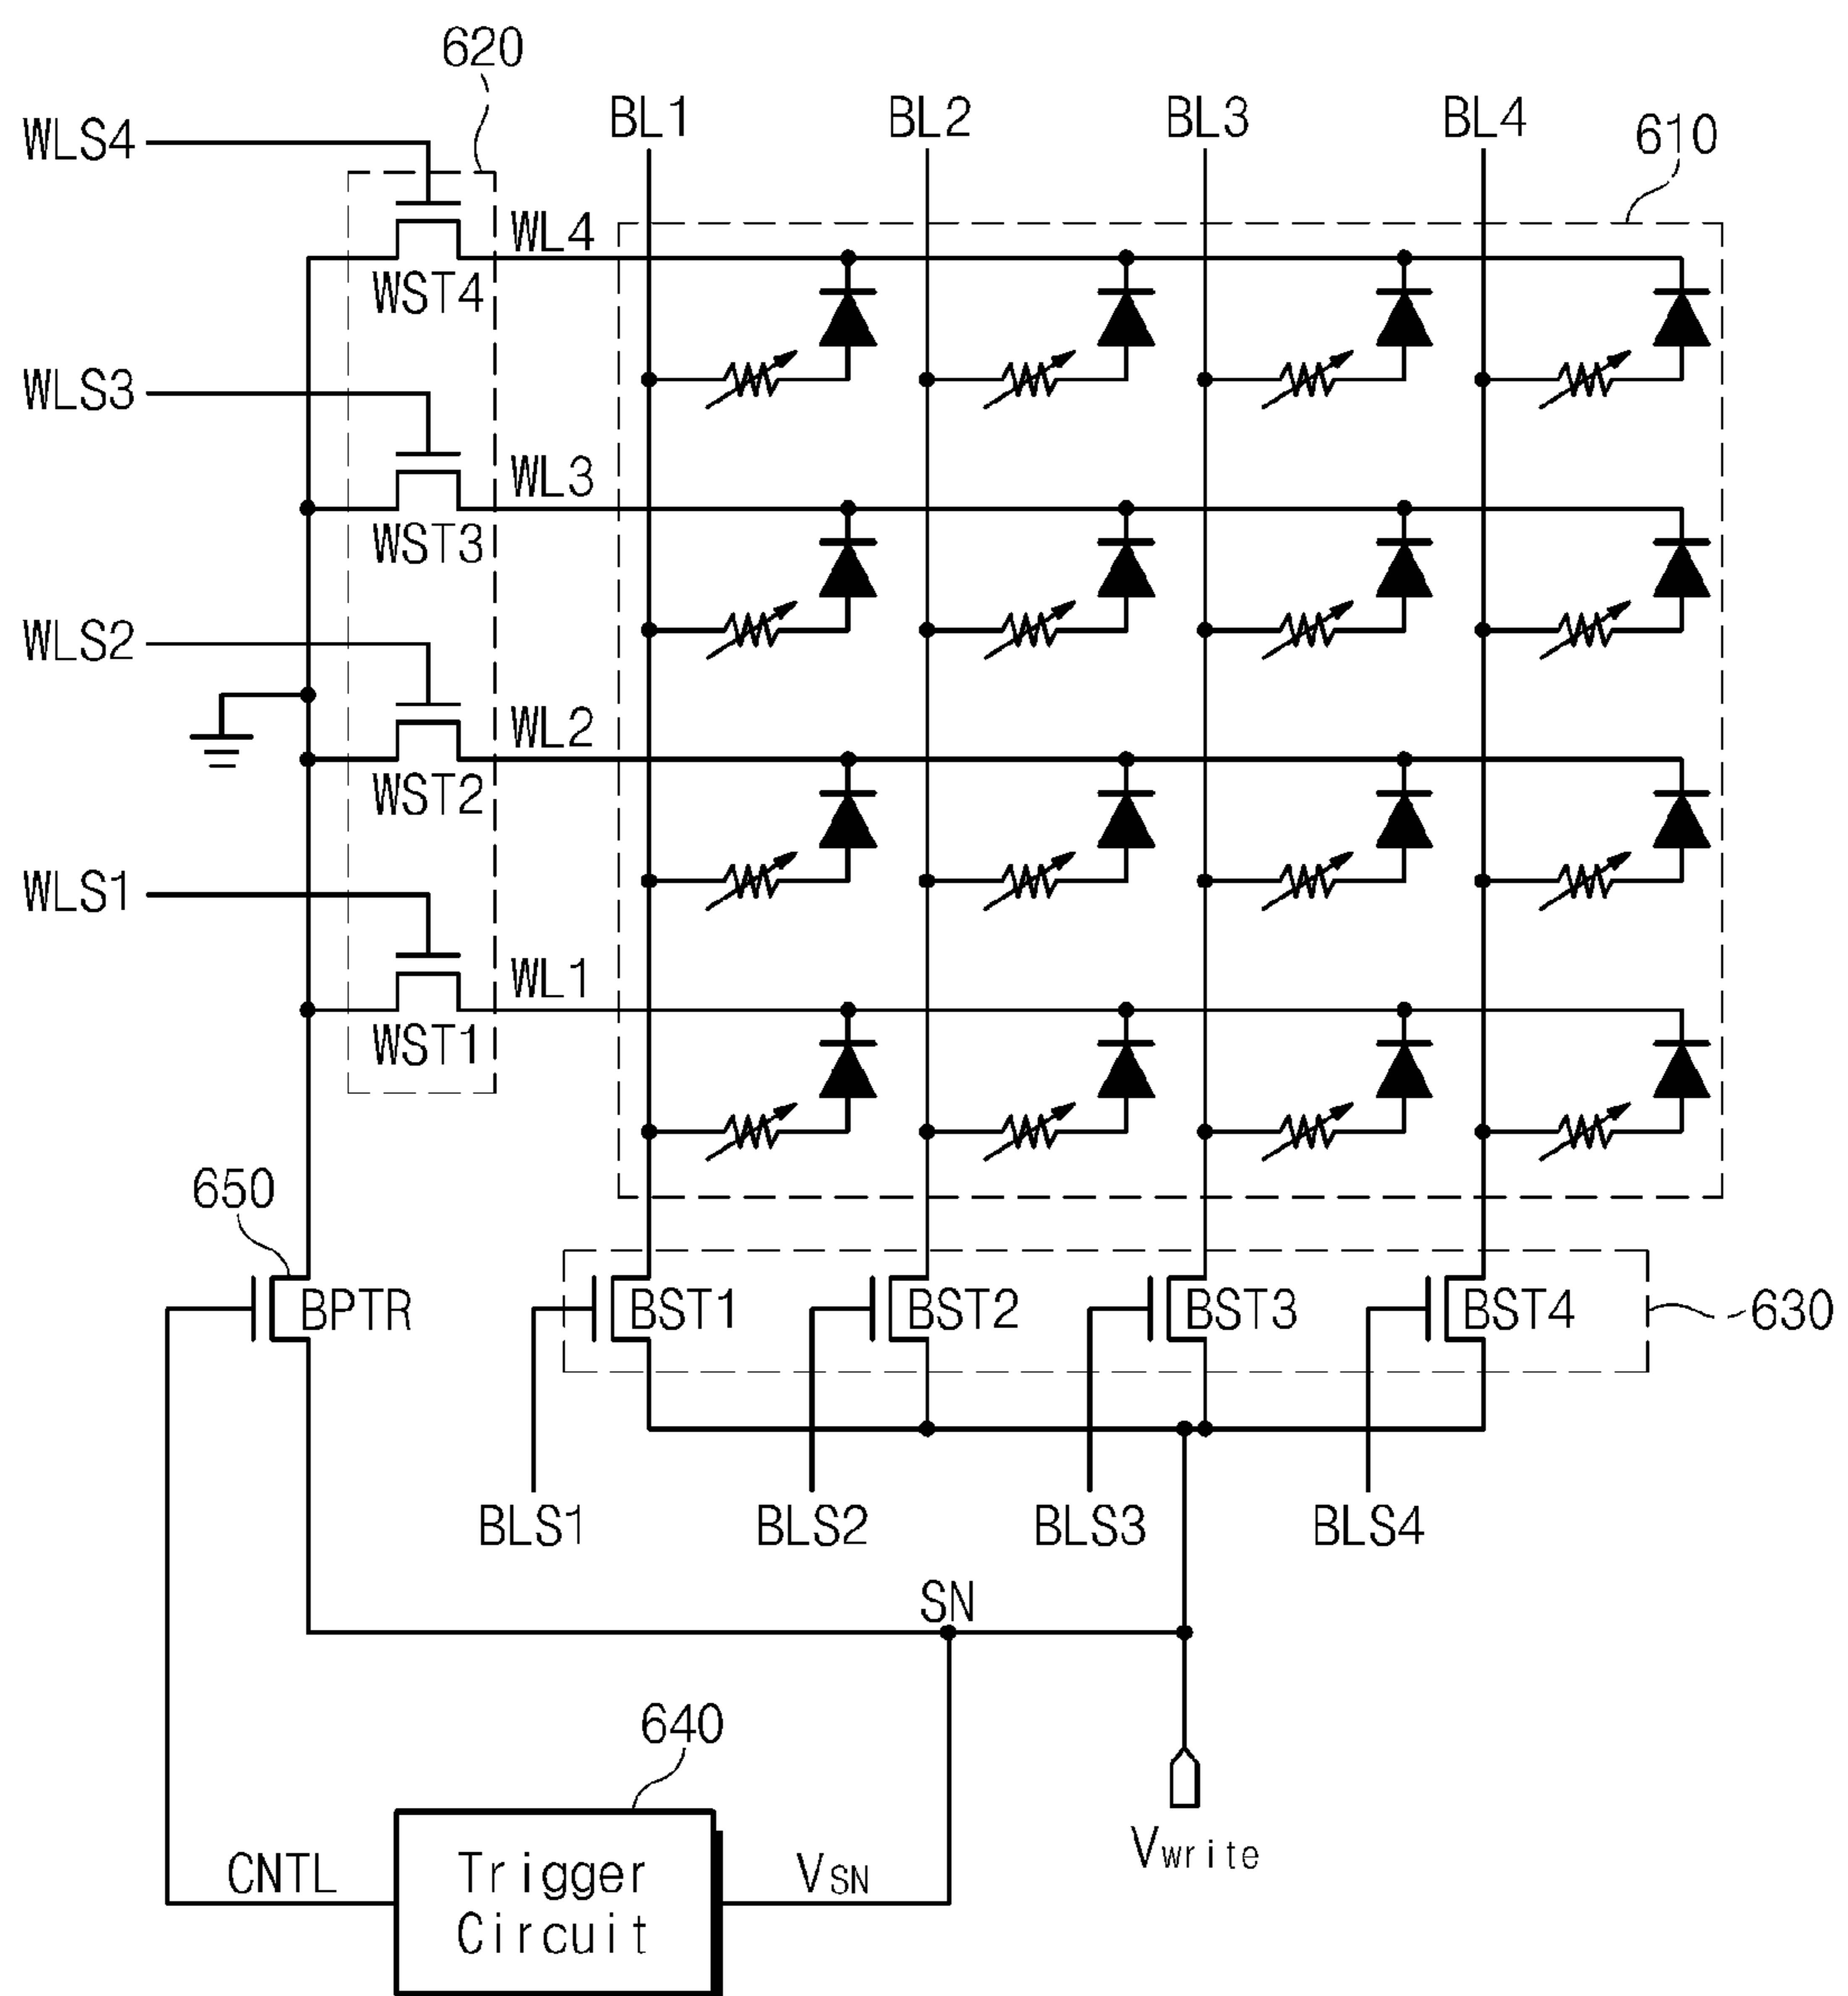 620
WLS4
BL1
BL2
BL3
BL4
610
WL4
WST4
WLS3
WL3
WST3
WLS2
WL2
WST2
WLS1
WL1
WST1
650
BPTR
BST1
BST2
BST3
BST4
630
BLS1
BLS2
BLS3
BLS4
SN
640
Vwrite
CNTL
Trigger
Circuit
VSN